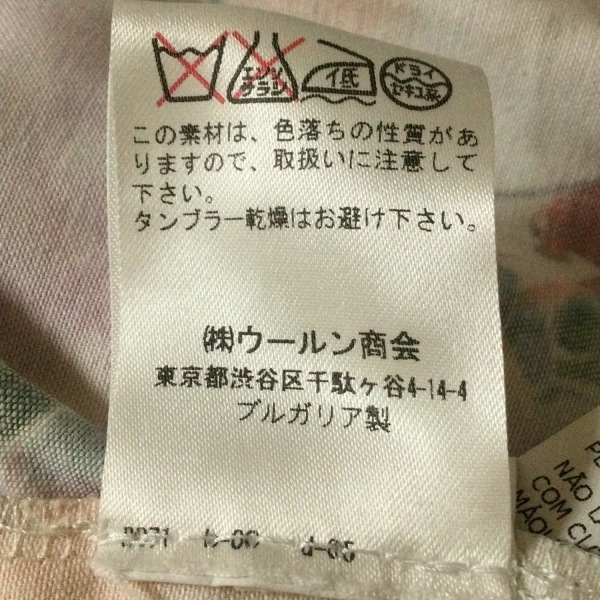 エンソ
サラシ
イ低
ドライ
セキユ系
この素材は、色落ちの性質があ
りますので、取扱いに注意して
下さい。
タンブラー乾燥はお避け下さい。
㈱ウールン商会
東京都渋谷区千駄ヶ谷4-14-4
ブルガリア製
NÃO
COM